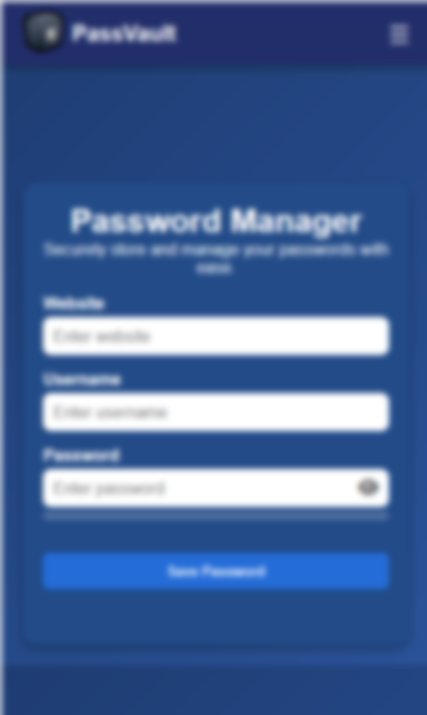 PassVault
Password Manager
Securely store and manage your passwords with
ease.
Website
Enter website
Username
Enter username
Password
Enter password
Save Password